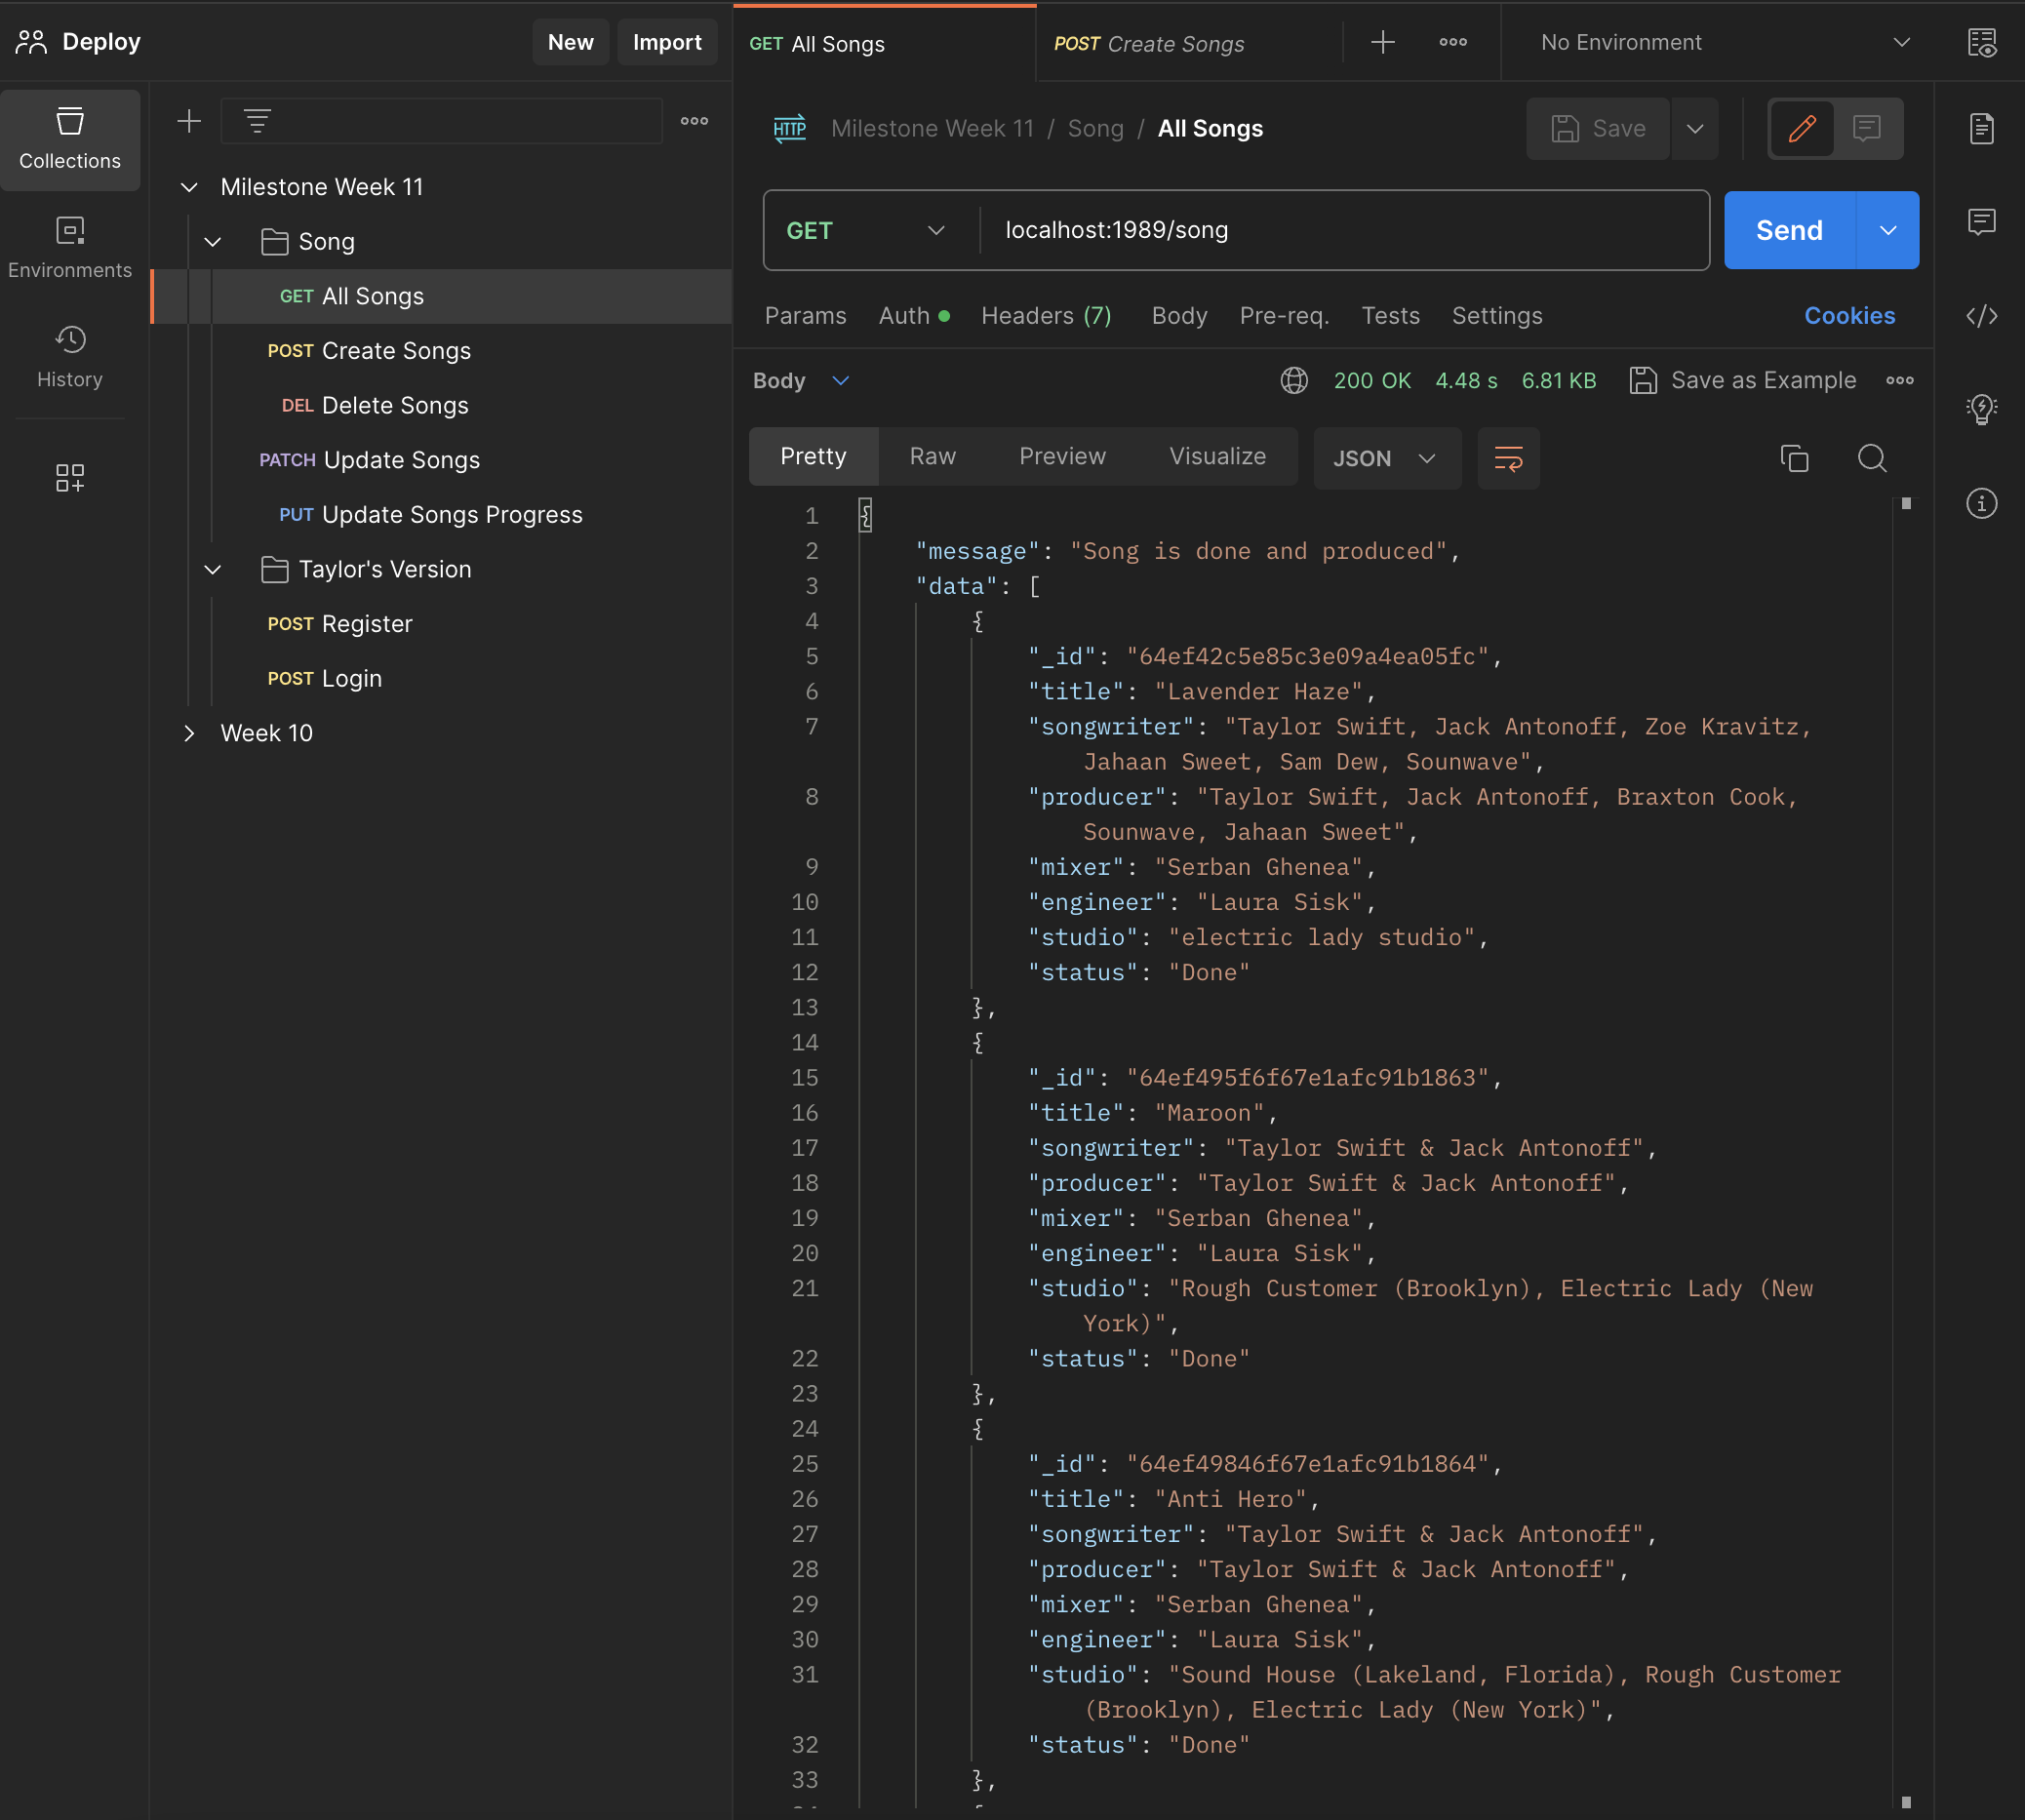 Deploy
New
Import
GET All Songs
POST Create Songs
No Environment
Collections
Environments
History
Milestone Week 11
Song
GET All Songs
POST Create Songs
DEL Delete Songs
PATCH Update Songs
PUT Update Songs Progress
Taylor's Version
POST Register
POST Login
Week 10
HTTP Milestone Week 11 / Song / All Songs
Save
GET
localhost:1989/song
Send
Params Auth Headers (7) Body Pre-req. Tests Settings Cookies
Body 200 OK 4.48 s 6.81 KB Save as Example
Pretty Raw Preview Visualize JSON
1 {
2 "message": "Song is done and produced",
3 "data": [
4 {
5 "_id": "64ef42c5e85c3e09a4ea05fc",
6 "title": "Lavender Haze",
7 "songwriter": "Taylor Swift, Jack Antonoff, Zoe Kravitz,
Jahaan Sweet, Sam Dew, Sounwave",
8 "producer": "Taylor Swift, Jack Antonoff, Braxton Cook,
Sounwave, Jahaan Sweet",
9 "mixer": "Serban Ghenea",
10 "engineer": "Laura Sisk",
11 "studio": "electric lady studio",
12 "status": "Done"
13 },
14 {
15 "_id": "64ef495f6f67e1afc91b1863",
16 "title": "Maroon",
17 "songwriter": "Taylor Swift & Jack Antonoff",
18 "producer": "Taylor Swift & Jack Antonoff",
19 "mixer": "Serban Ghenea",
20 "engineer": "Laura Sisk",
21 "studio": "Rough Customer (Brooklyn), Electric Lady (New
York)",
22 "status": "Done"
23 },
24 {
25 "_id": "64ef49846f67e1afc91b1864",
26 "title": "Anti Hero",
27 "songwriter": "Taylor Swift & Jack Antonoff",
28 "producer": "Taylor Swift & Jack Antonoff",
29 "mixer": "Serban Ghenea",
30 "engineer": "Laura Sisk",
31 "studio": "Sound House (Lakeland, Florida), Rough Customer
(Brooklyn), Electric Lady (New York)",
32 "status": "Done"
33 },